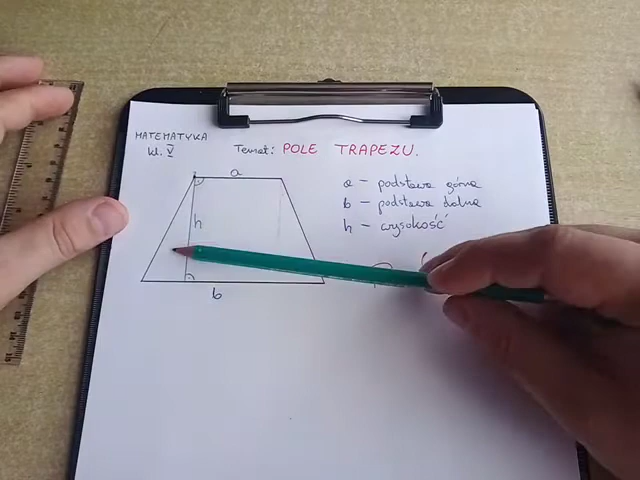 MATEMATYKA
kl. V
Temat: POLE TRAPEZU.
a
h
b
a – podstawa górna
b – podstawa dolna
h – wysokość